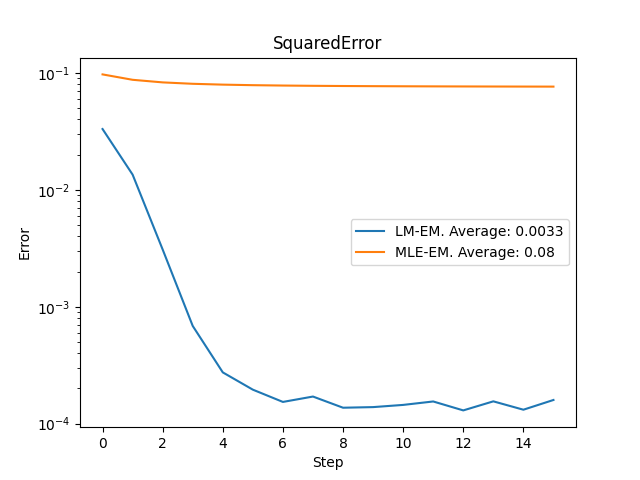 SquaredError
10⁻¹
10⁻²
10⁻³
10⁻⁴
Error
LM-EM. Average: 0.0033
MLE-EM. Average: 0.08
0 2 4 6 8 10 12 14
Step